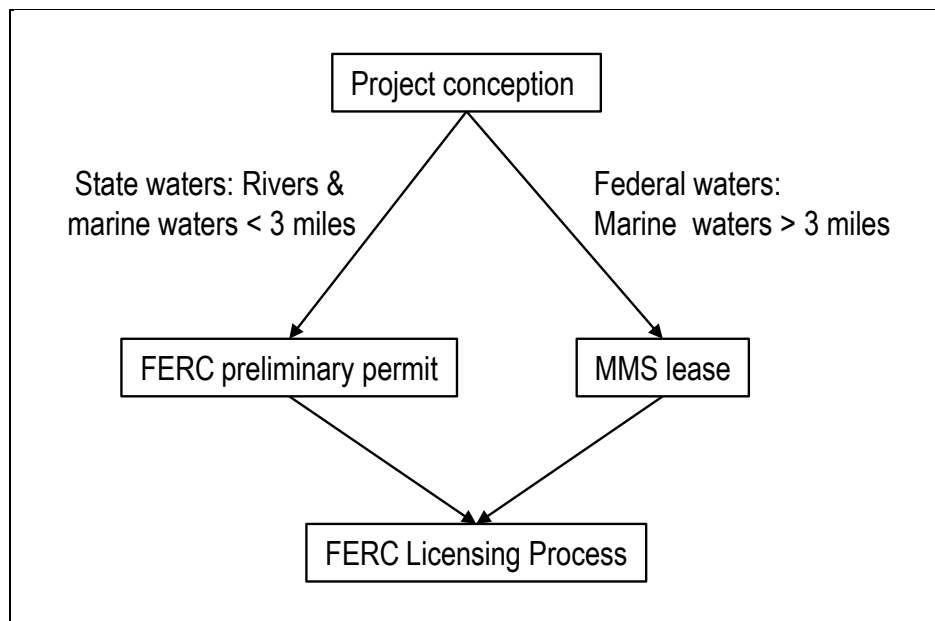 Project conception
State waters: Rivers &
marine waters < 3 miles
Federal waters:
Marine waters > 3 miles
FERC preliminary permit
MMS lease
FERC Licensing Process